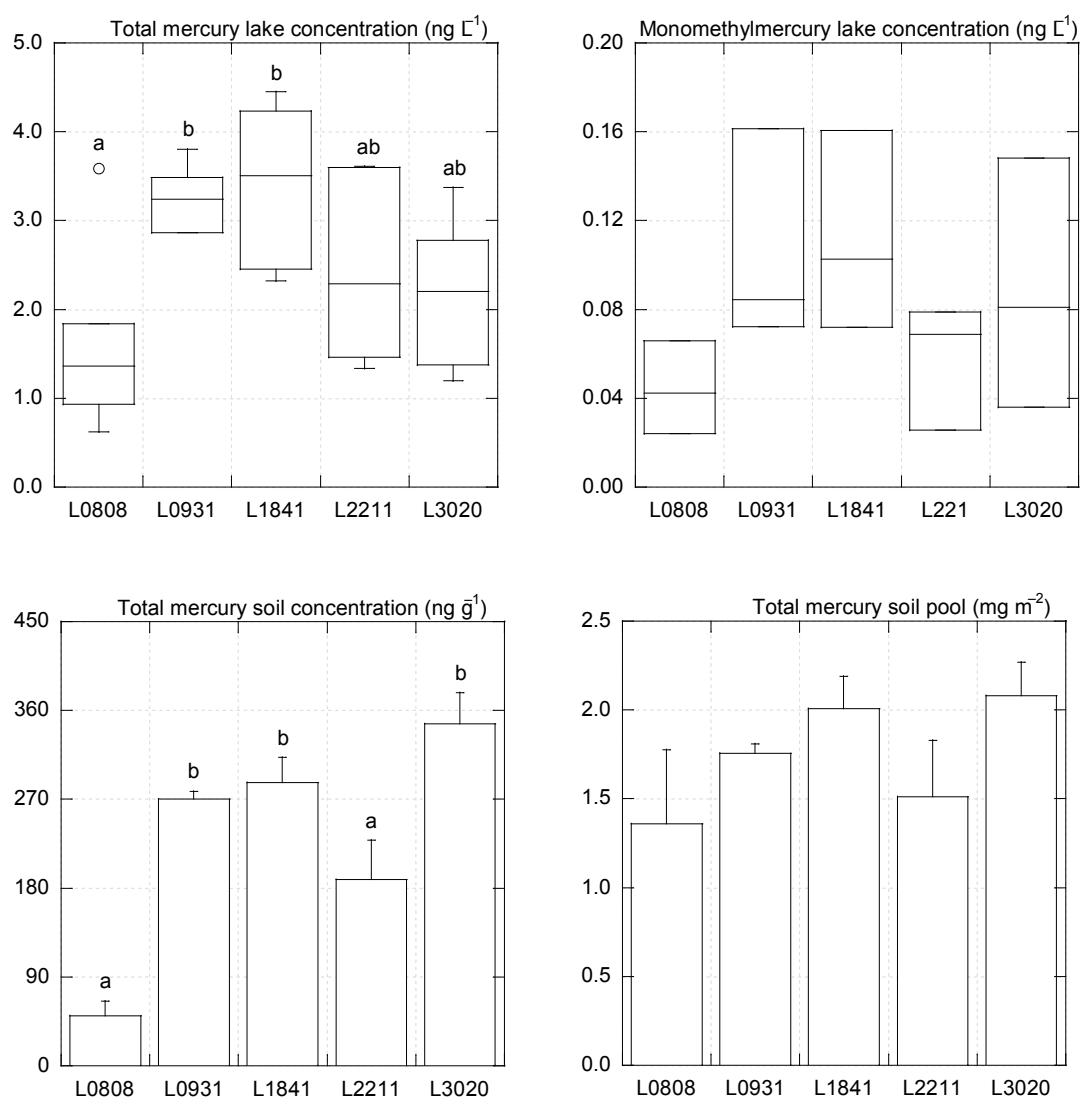 Total mercury lake concentration (ng L⁻¹)
5.0
4.0
3.0
2.0
1.0
0.0
a
b
b
ab
ab
L0808
L0931
L1841
L2211
L3020
Monomethylmercury lake concentration (ng L⁻¹)
0.20
0.16
0.12
0.08
0.04
0.00
L0808
L0931
L1841
L221
L3020
Total mercury soil concentration (ng g⁻¹)
450
360
270
180
90
0
a
b
b
a
b
L0808
L0931
L1841
L2211
L3020
Total mercury soil pool (mg m⁻²)
2.5
2.0
1.5
1.0
0.5
0.0
L0808
L0931
L1841
L2211
L3020